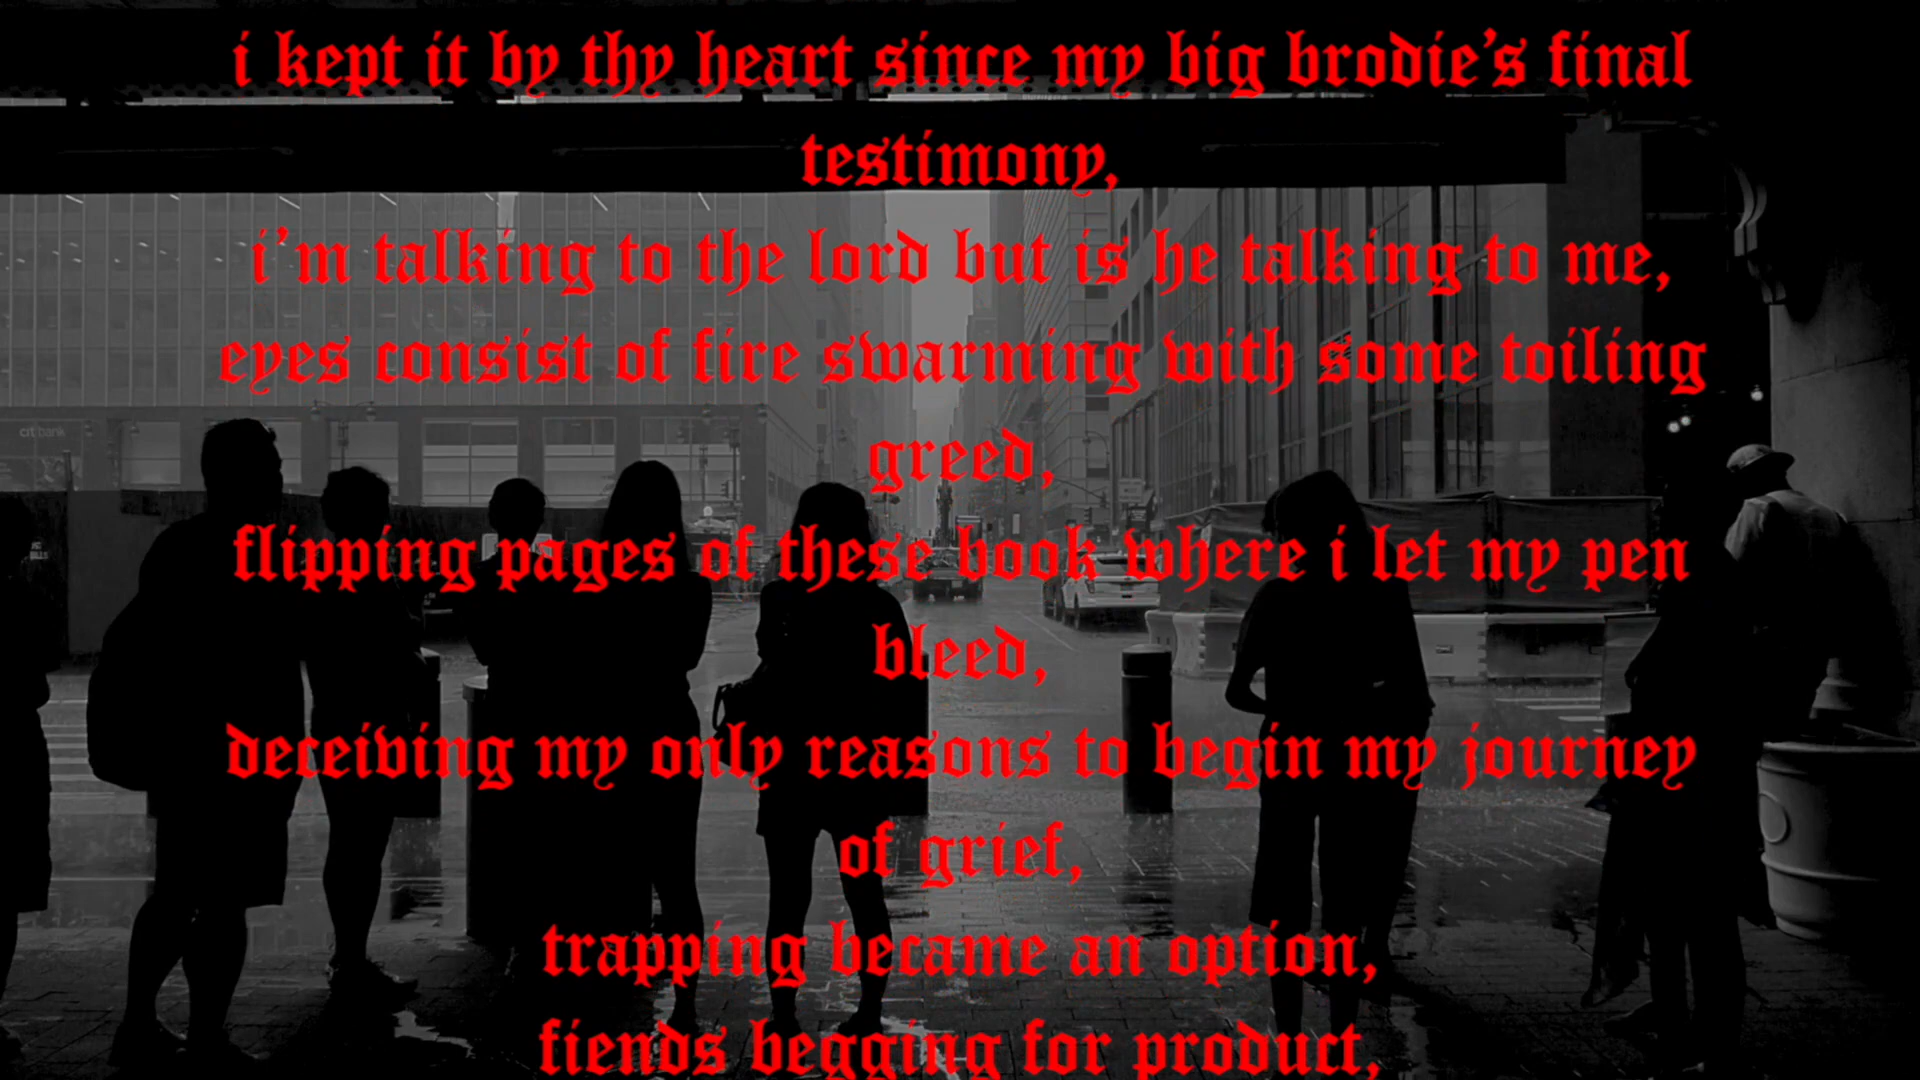 i kept it by thy heart since my big brodie's final
testimony,
i'm talking to the lord but is he talking to me,
eyes consist of fire swarming with some toiling
greed,
flipping pages of these book where i let my pen
bleed,
deceiving my only reasons to begin my journey
of grief,
trapping became an option,
fiends begging for product,
citibank